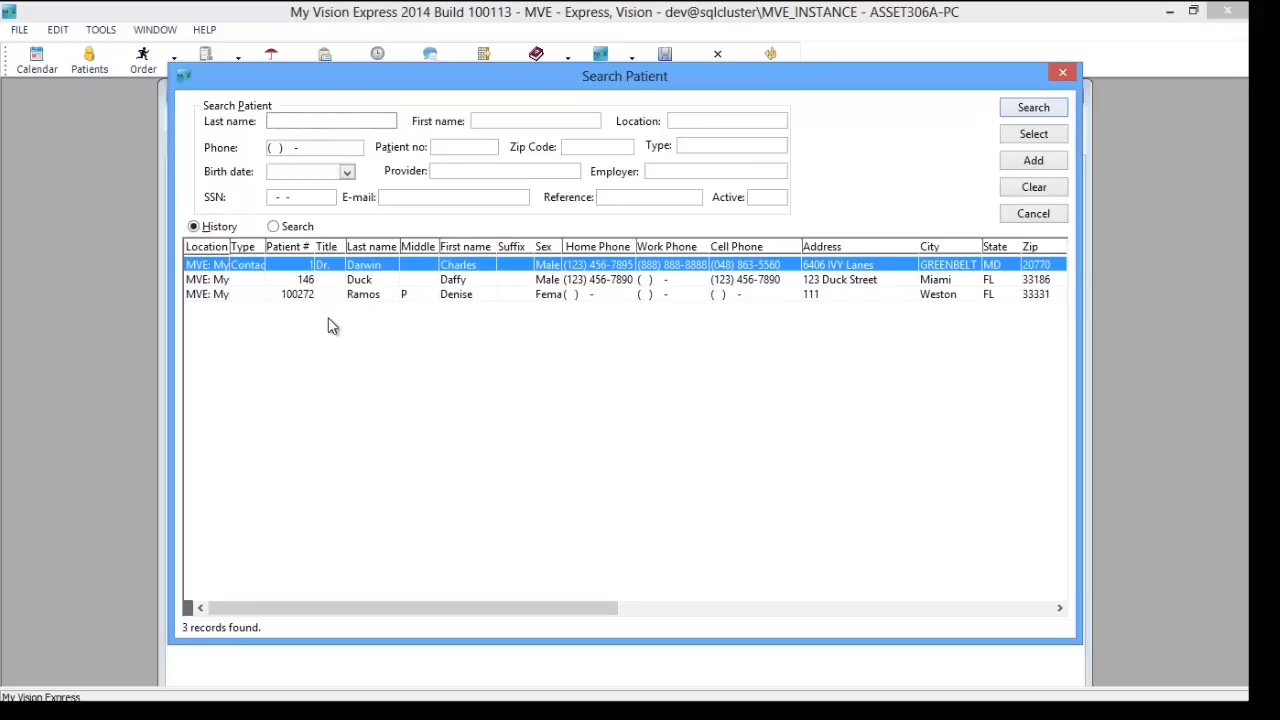 My Vision Express 2014 Build 100113 - MVE - Express, Vision - dev@sqlcluster\MVE_INSTANCE - ASSET306A-PC
FILE EDIT TOOLS WINDOW HELP
Calendar Patients Order
Search Patient
Search Patient
Last name: First name: Location: Search
Phone: ( ) - Patient no: Zip Code: Type: Select
Birth date: Provider: Employer: Add
SSN: - - E-mail: Reference: Active: Clear
Cancel
History Search
Location Type Patient # Title Last name Middle First name Suffix Sex Home Phone Work Phone Cell Phone Address City State Zip
MVE: My Contac 1 Dr. Darwin Charles Male (123) 456-7895 (888) 888-8888 (048) 863-5560 6406 IVY Lanes GREENBELT MD 20770
MVE: My 146 Duck Daffy Male (123) 456-7890 ( ) - (123) 456-7890 123 Duck Street Miami FL 33186
MVE: My 100272 Ramos P Denise Fema ( ) - ( ) - ( ) - 111 Weston FL 33331
3 records found.
My Vision Express